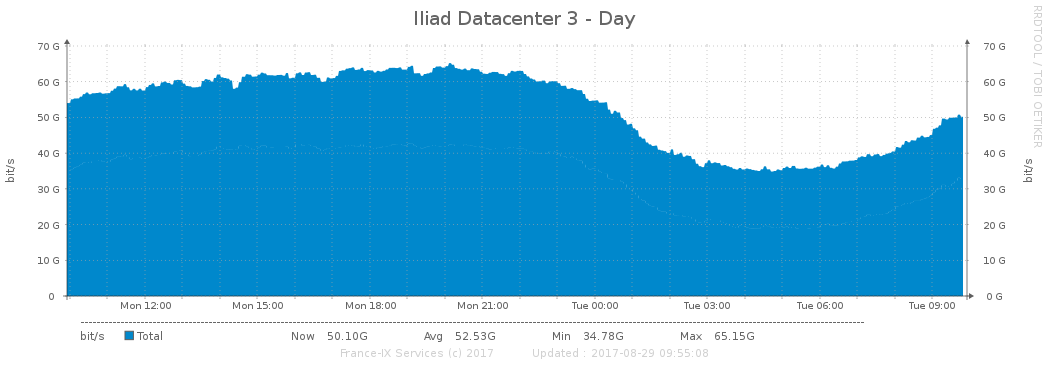 Iliad Datacenter 3 - Day
RRDTOOL / TOBI OETIKER
70 G 70 G
60 G 60 G
50 G 50 G
40 G 40 G
30 G 30 G
20 G 20 G
10 G 10 G
0 0 G
bit/s bit/s
Mon 12:00 Mon 15:00 Mon 18:00 Mon 21:00 Tue 00:00 Tue 03:00 Tue 06:00 Tue 09:00
bit/s Total Now 50.10G Avg 52.53G Min 34.78G Max 65.15G
France-IX Services (c) 2017 Updated : 2017-08-29 09:55:08